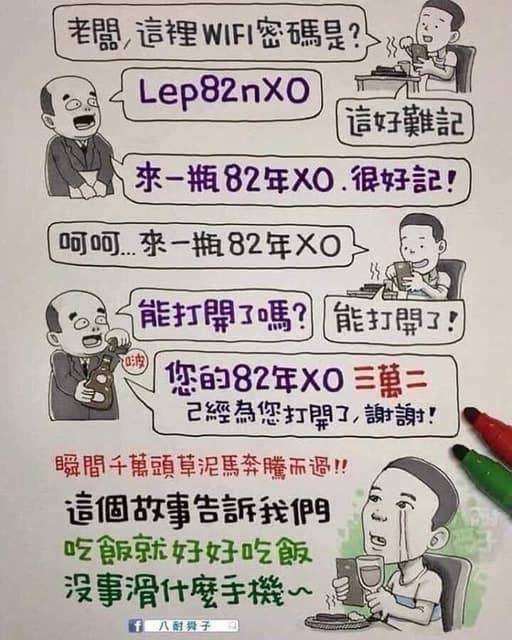 老闆,這裡WIFI密碼是?
Lep82nXO
這好難記
來一瓶82年XO.很好記!
呵呵...來一瓶82年XO
能打開了嗎?
能打開了!
啵
您的82年XO 三萬二
己經為您打開了,謝謝!
瞬間千萬頭草泥馬奔騰而過!!
這個故事告訴我們
吃飯就好好吃飯
沒事滑什麼手機~
f 八耐舜子